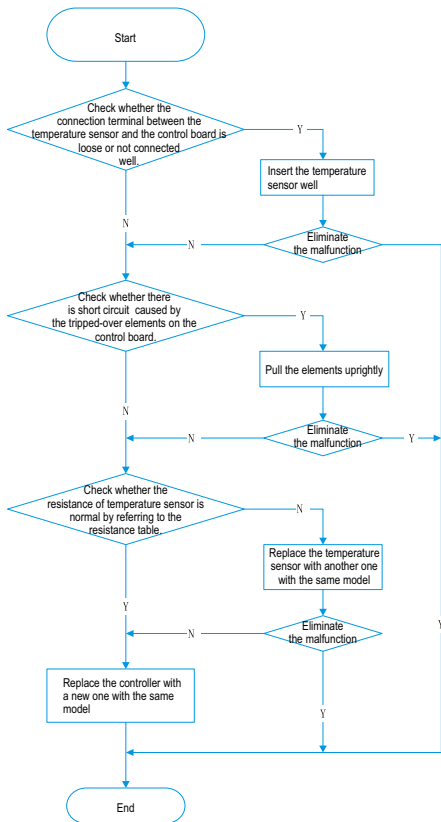 Start
Check whether the
connection terminal between the
temperature sensor and the control board is
loose or not connected
well.
Y
Insert the temperature
sensor well
N
Eliminate
the malfunction
N
Check whether there
is short circuit caused by
the tripped-over elements on the
control board.
Y
Pull the elements uprightly
N
Eliminate
the malfunction
N
Y
Check whether the
resistance of temperature sensor is
normal by referring to the
resistance table.
N
Replace the temperature
sensor with another one
with the same model
Y
Eliminate
the malfunction
N
Y
Replace the controller with
a new one with the same
model
Y
End